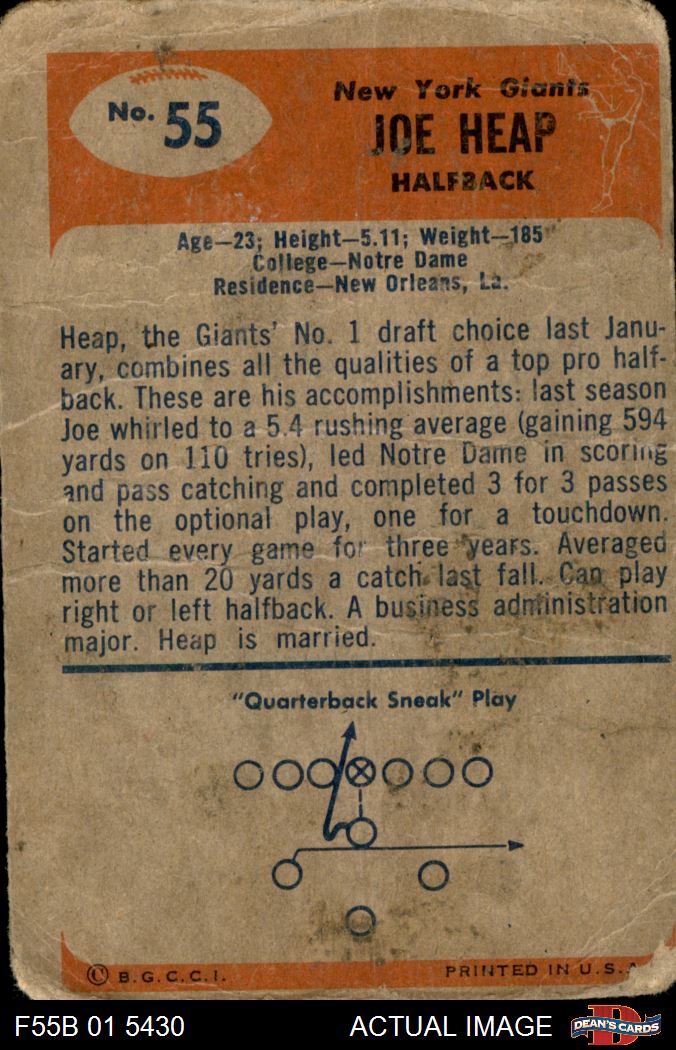 No. 55
New York Giants
JOE HEAP
HALFBACK
Age—23; Height—5.11; Weight—185
College—Notre Dame
Residence—New Orleans, La.
Heap, the Giants' No. 1 draft choice last Janu-
ary, combines all the qualities of a top pro half-
back. These are his accomplishments: last season
Joe whirled to a 5.4 rushing average (gaining 594
yards on 110 tries), led Notre Dame in scoring
and pass catching and completed 3 for 3 passes
on the optional play, one for a touchdown.
Started every game for three years. Averaged
more than 20 yards a catch last fall. Can play
right or left halfback. A business administration
major. Heap is married.
"Quarterback Sneak" Play
© B.G.C.C.I.
PRINTED IN U.S.A
F55B 01 5430
ACTUAL IMAGE
D
DEAN'S CARDS